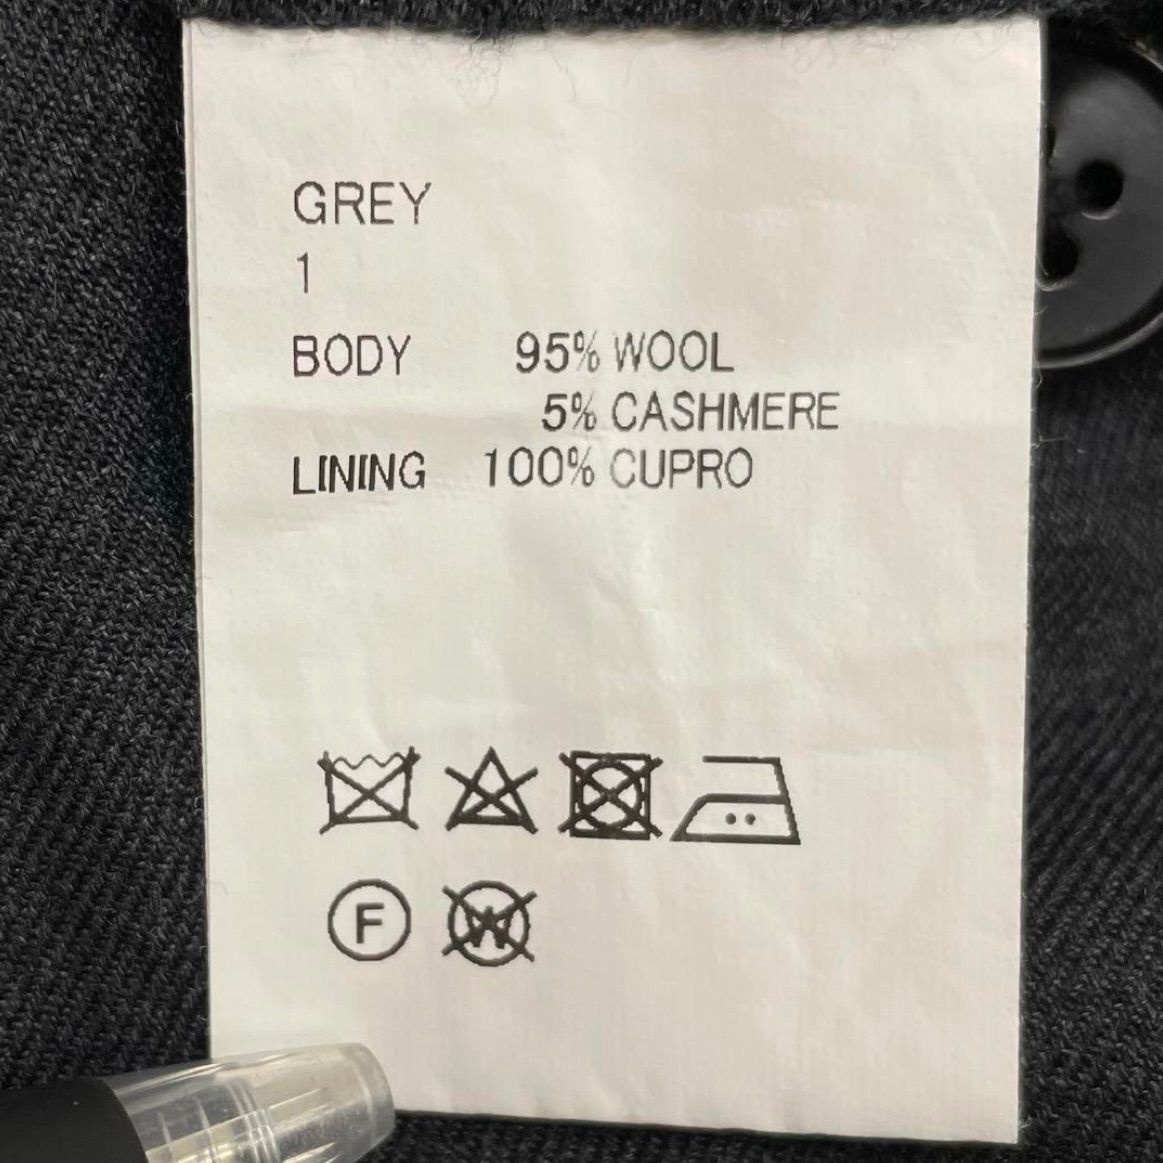 GREY
1
BODY 95% WOOL
5% CASHMERE
LINING 100% CUPRO
F
W